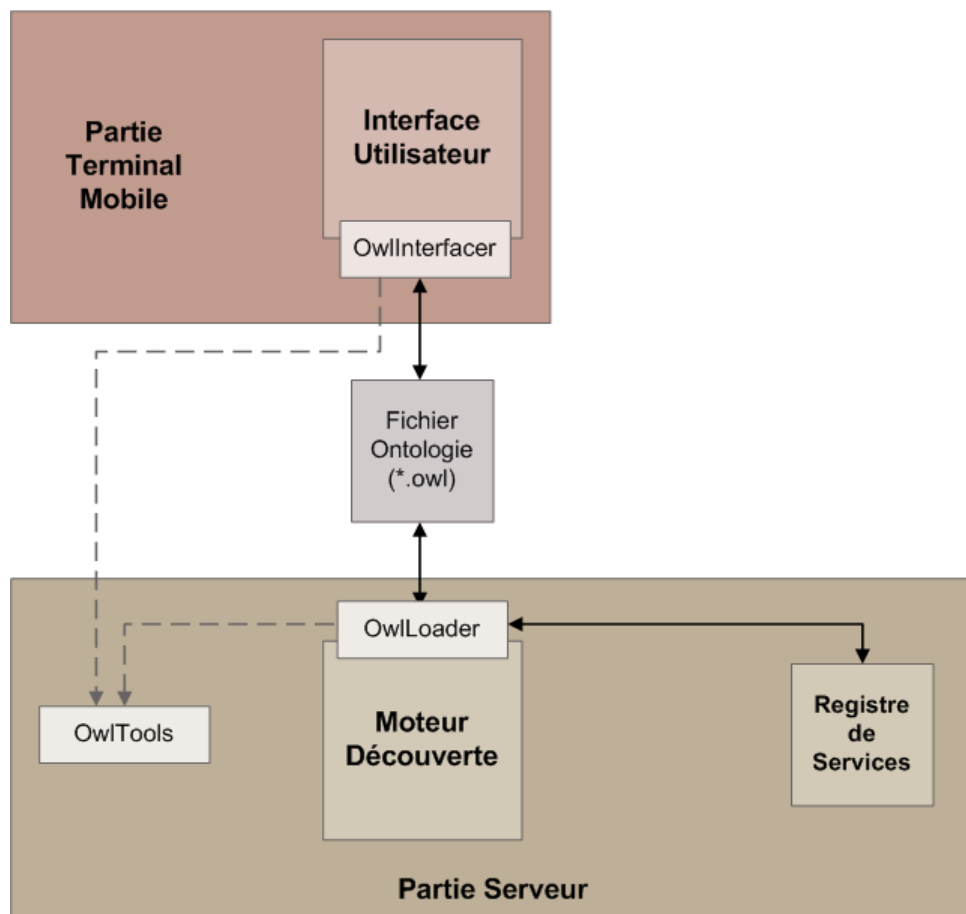 Partie
Terminal
Mobile
Interface
Utilisateur
OwlInterfacer
Fichier
Ontologie
(*.owl)
OwlLoader
OwlTools
Moteur
Découverte
Registre
de
Services
Partie Serveur